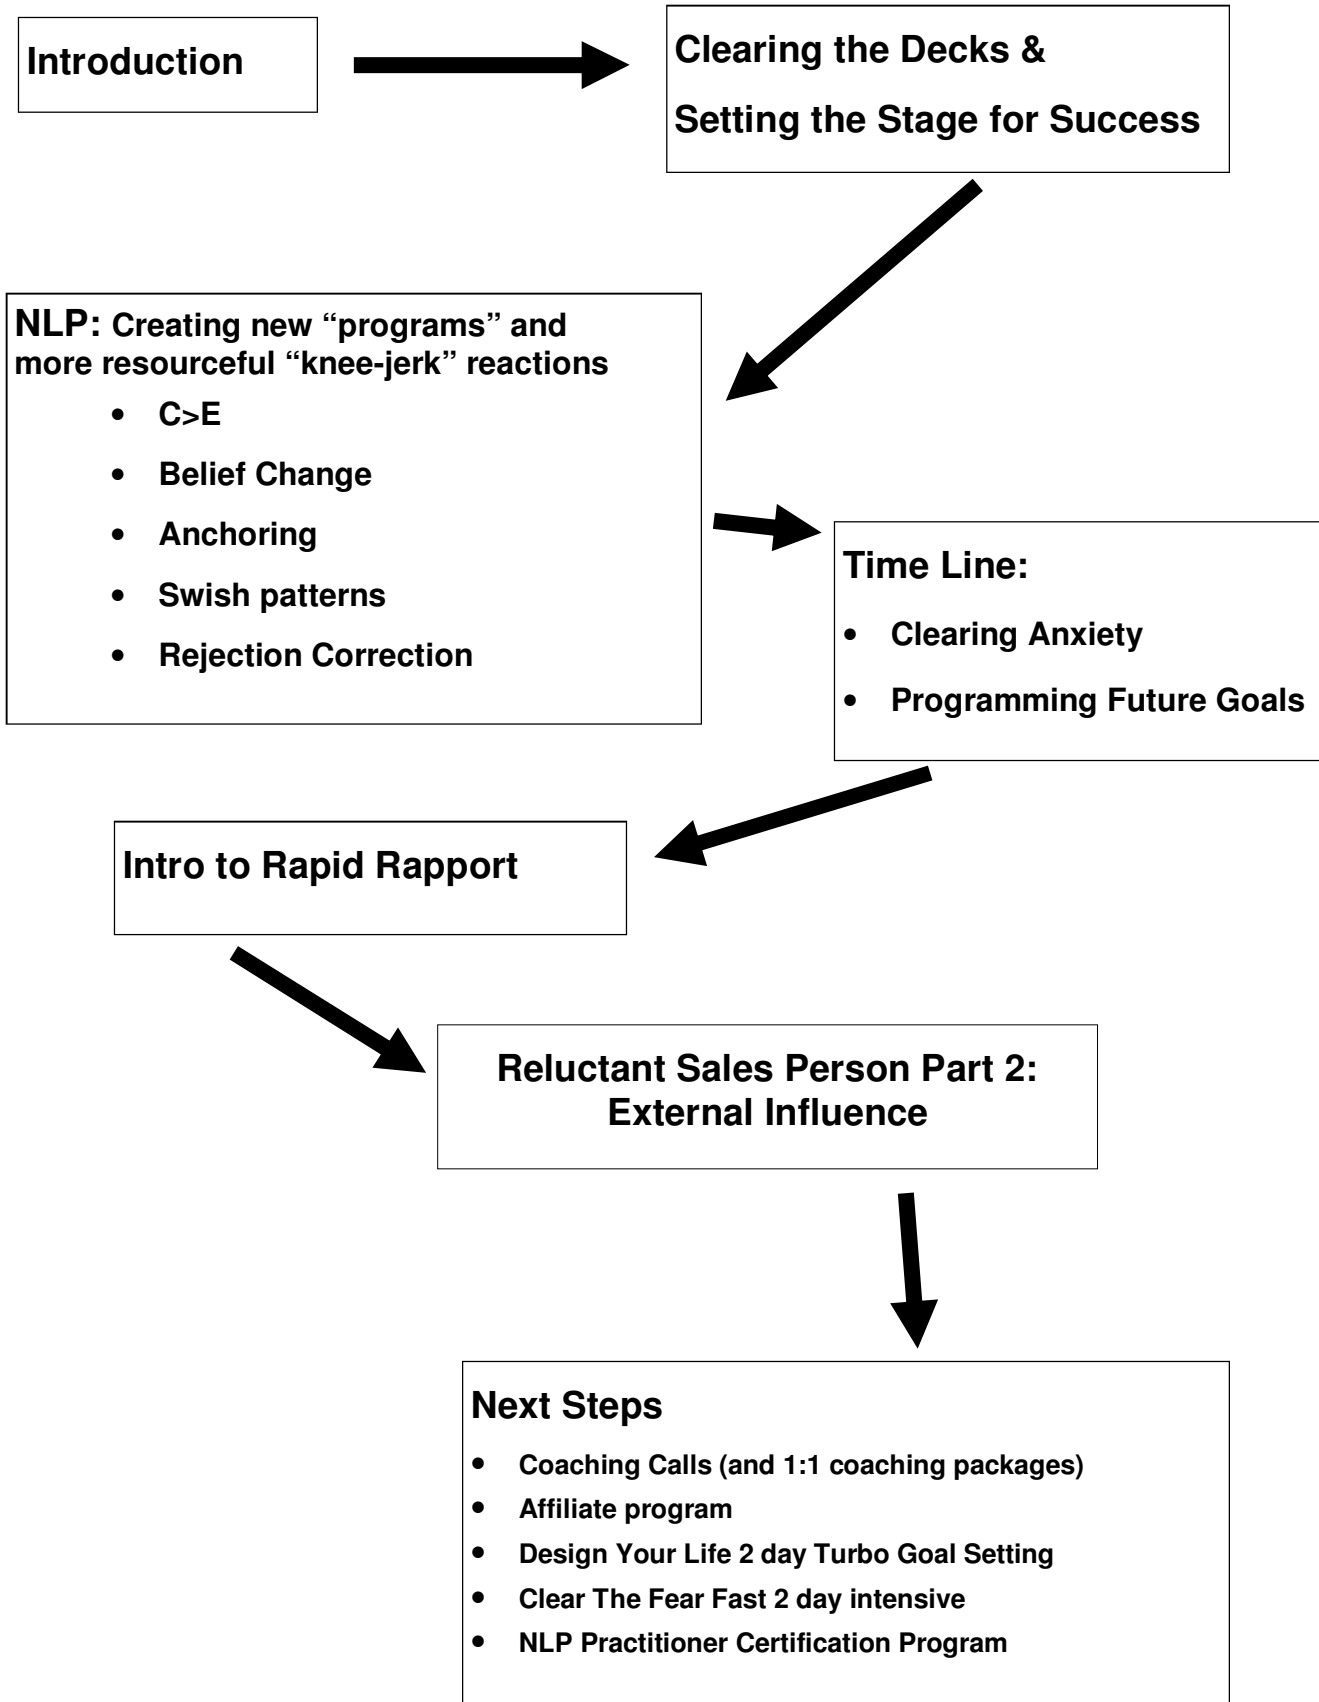 Introduction
Clearing the Decks &
Setting the Stage for Success
NLP: Creating new “programs” and
more resourceful “knee-jerk” reactions
• C>E
• Belief Change
• Anchoring
• Swish patterns
• Rejection Correction
Time Line:
• Clearing Anxiety
• Programming Future Goals
Intro to Rapid Rapport
Reluctant Sales Person Part 2:
External Influence
Next Steps
• Coaching Calls (and 1:1 coaching packages)
• Affiliate program
• Design Your Life 2 day Turbo Goal Setting
• Clear The Fear Fast 2 day intensive
• NLP Practitioner Certification Program